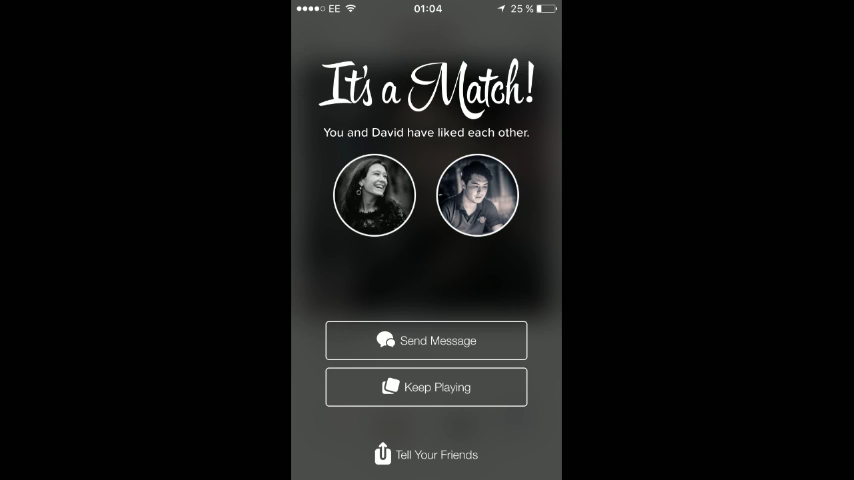 EE 01:04 25 %
It's a Match!
You and David have liked each other.
Send Message
Keep Playing
Tell Your Friends